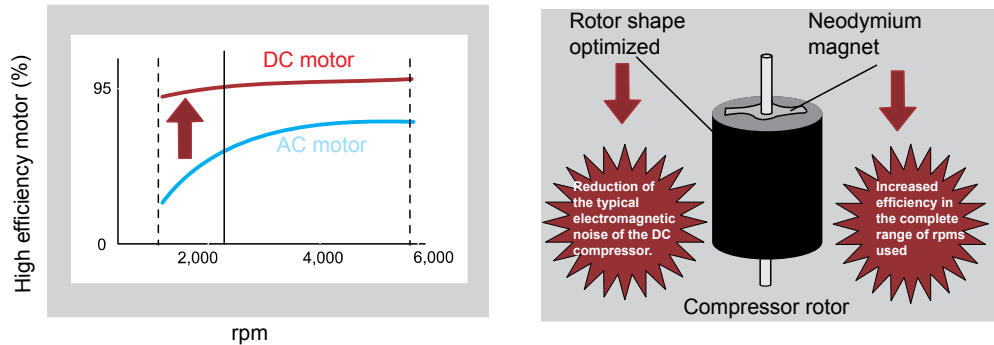 High efficiency motor (%)
DC motor
95
AC motor
0
2,000
4,000
6,000
rpm
Rotor shape
optimized
Neodymium
magnet
Reduction of
the typical
electromagnetic
noise of the DC
compressor.
Increased
efficiency in
the complete
range of rpms
used
Compressor rotor